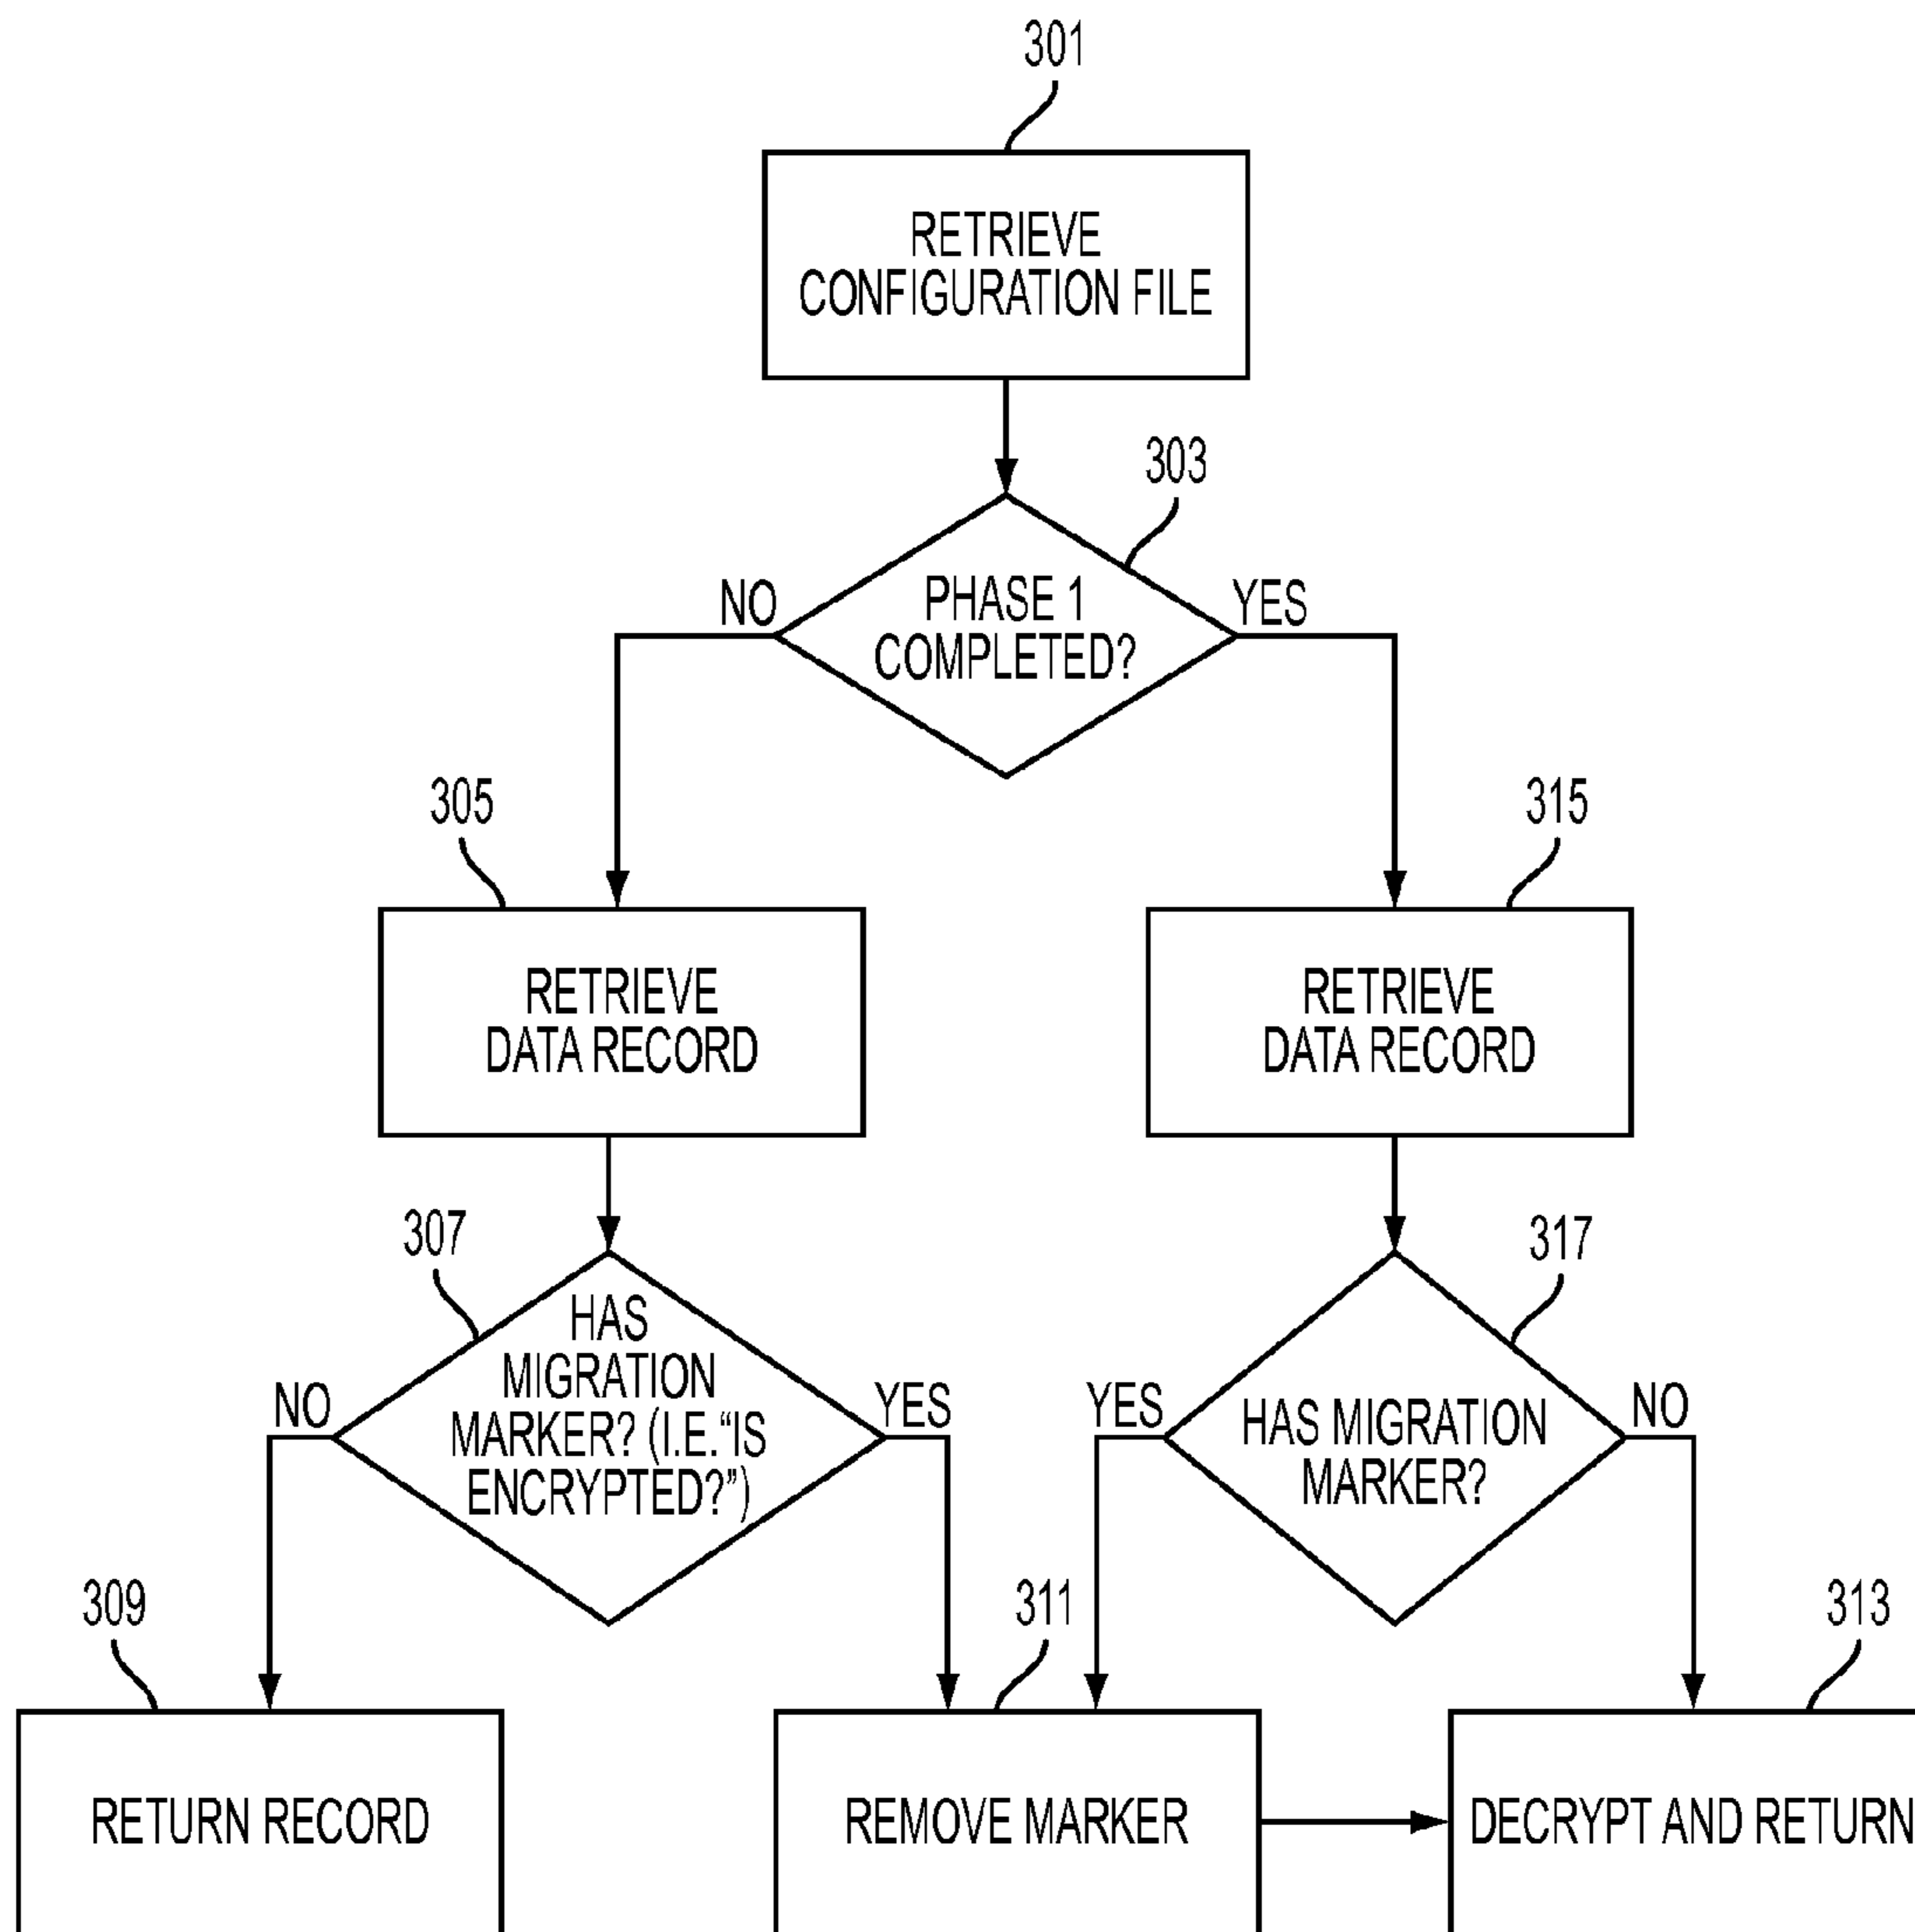 301
RETRIEVE
CONFIGURATION FILE
303
NO
PHASE 1
COMPLETED?
YES
305
315
RETRIEVE
DATA RECORD
RETRIEVE
DATA RECORD
307
317
NO
HAS
MIGRATION
MARKER? (I.E.“IS
ENCRYPTED?”)
YES
YES
HAS MIGRATION
MARKER?
NO
309
311
313
RETURN RECORD
REMOVE MARKER
DECRYPT AND RETURN